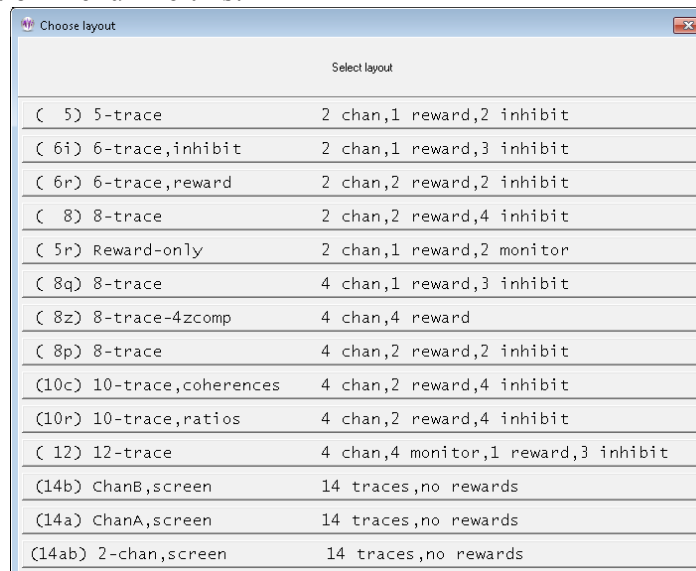 Choose layout
Select layout
( 5) 5-trace 2 chan,1 reward,2 inhibit
( 6i) 6-trace,inhibit 2 chan,1 reward,3 inhibit
( 6r) 6-trace,reward 2 chan,2 reward,2 inhibit
( 8) 8-trace 2 chan,2 reward,4 inhibit
( 5r) Reward-only 2 chan,1 reward,2 monitor
( 8q) 8-trace 4 chan,1 reward,3 inhibit
( 8z) 8-trace-4zcomp 4 chan,4 reward
( 8p) 8-trace 4 chan,2 reward,2 inhibit
(10c) 10-trace,coherences 4 chan,2 reward,4 inhibit
(10r) 10-trace,ratios 4 chan,2 reward,4 inhibit
( 12) 12-trace 4 chan,4 monitor,1 reward,3 inhibit
(14b) ChanB,screen 14 traces,no rewards
(14a) ChanA,screen 14 traces,no rewards
(14ab) 2-chan,screen 14 traces,no rewards